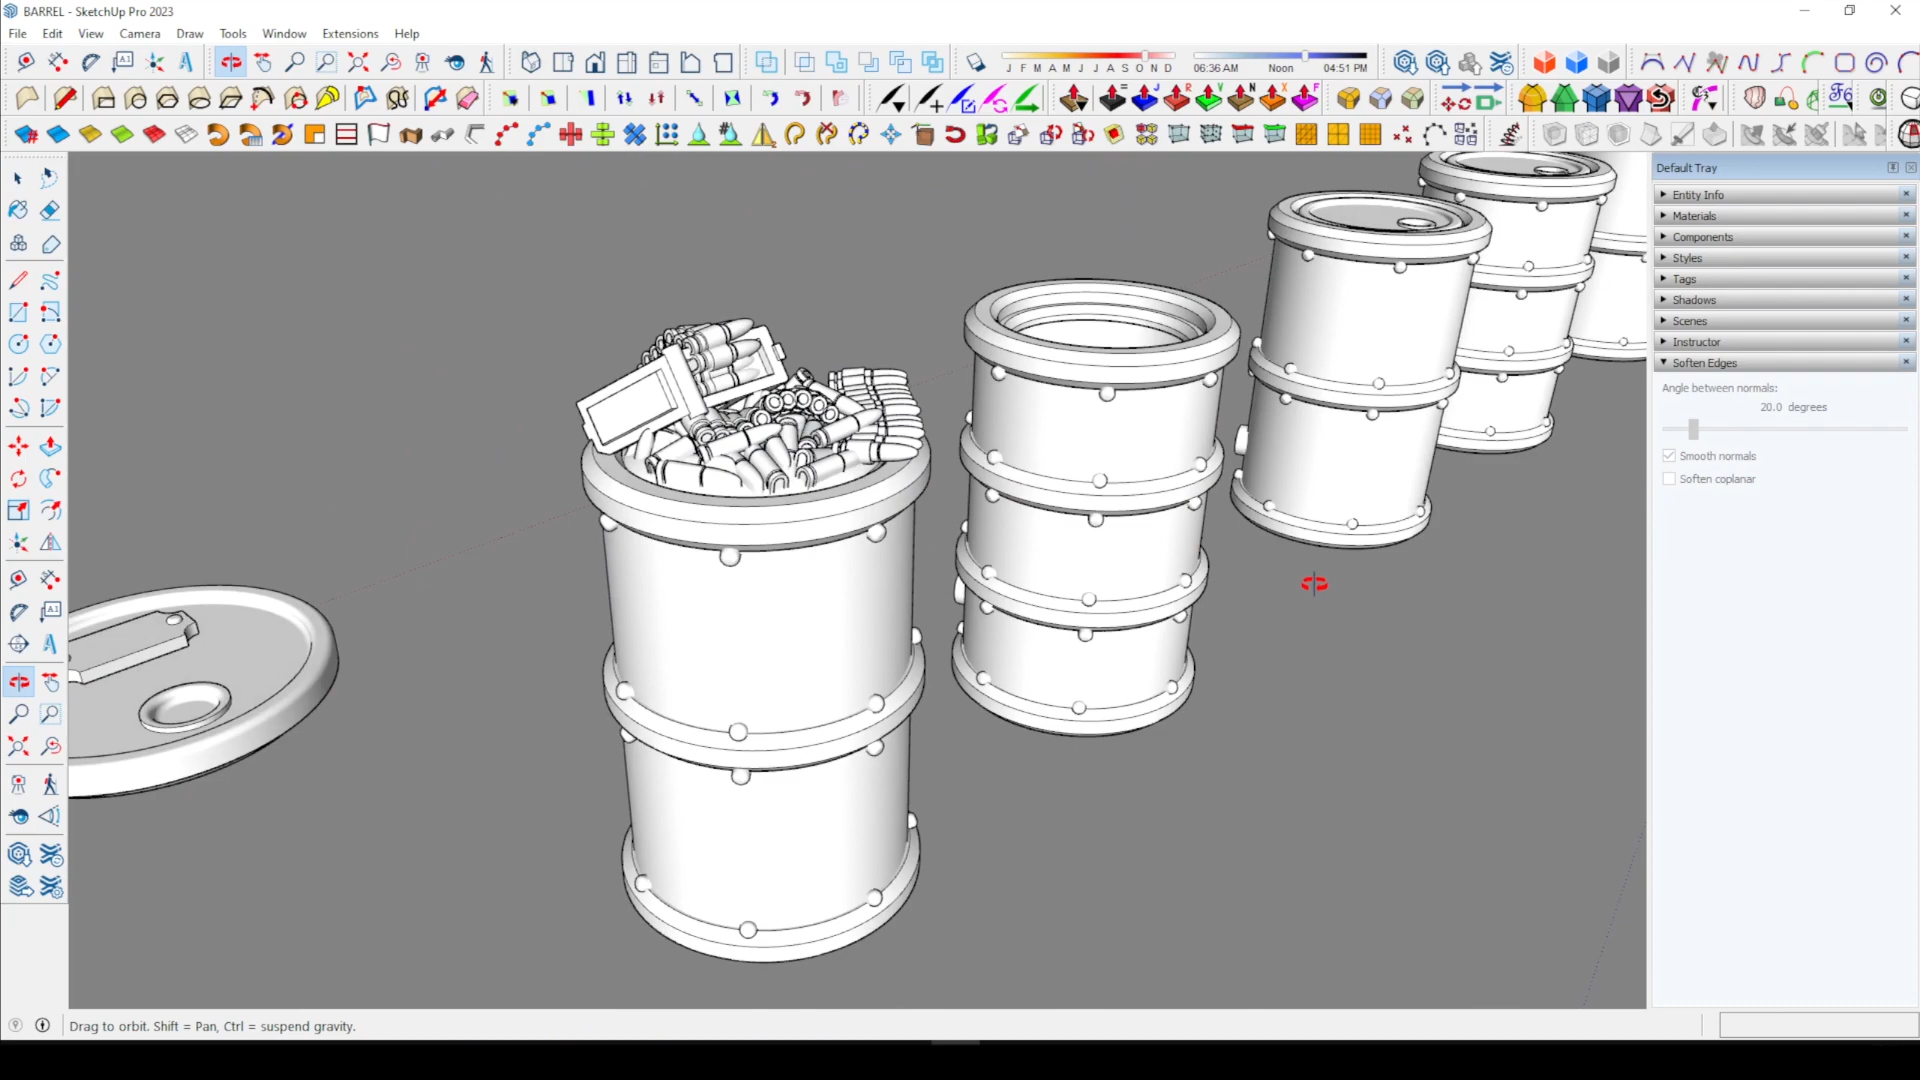 BARREL - SketchUp Pro 2023
File Edit View Camera Draw Tools Window Extensions Help
J F M A M J J A S O N D
06:36 AM Noon 04:51 PM
Default Tray
Entity Info
Materials
Components
Styles
Tags
Shadows
Scenes
Instructor
Soften Edges
Angle between normals:
20.0 degrees
Smooth normals
Soften coplanar
Drag to orbit. Shift = Pan, Ctrl = suspend gravity.